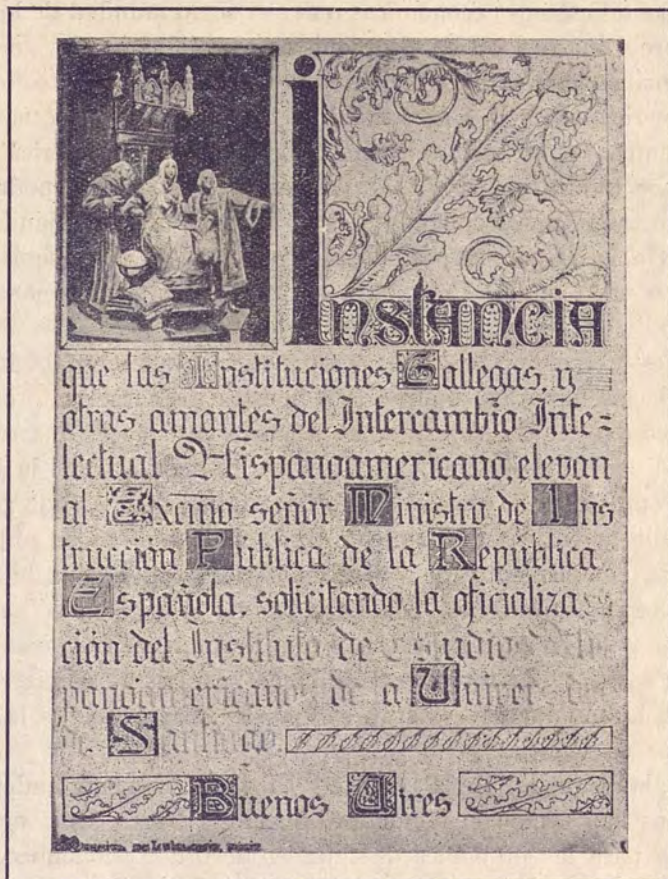 Instancia
que las Instituciones Gallegas, y
otras amantes del Intercambio Inte=
lectual Hispanoamericano, elevan
al Excmo señor Ministro de Ins
trucción Pública de la República
Española, solicitando la oficializa
ción del Instituto de Estudios
panoamericanos de a Univer
de Santiago
Buenos Aires